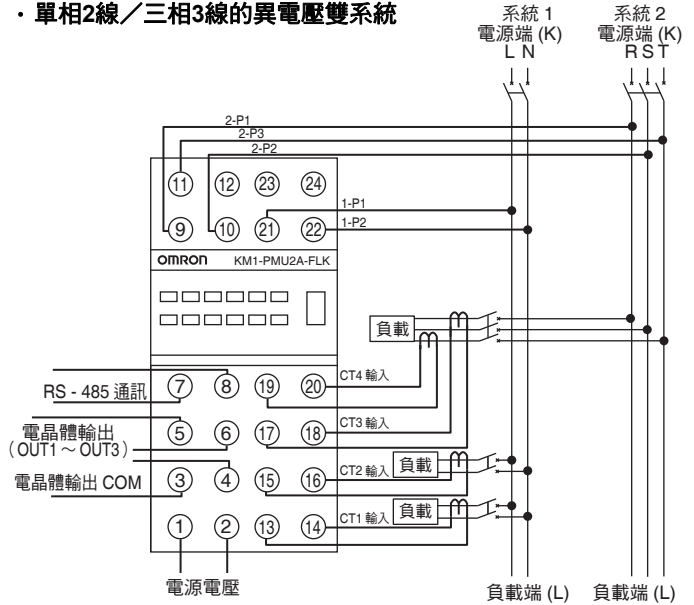 ・單相2線／三相3線的異電壓雙系統
系統 1
電源端 (K)
L N
系統 2
電源端 (K)
R S T
2-P1
2-P3
2-P2
11 12 23 24
1-P1
9 10 21 22
1-P2
OMRON KM1-PMU2A-FLK
負載
CT4 輸入
RS - 485 通訊
7 8 19 20
CT3 輸入
電晶體輸出
（OUT1～OUT3）
5 6 17 18
CT2 輸入 負載
電晶體輸出 COM
3 4 15 16
CT1 輸入 負載
1 2 13 14
電源電壓
負載端 (L) 負載端 (L)